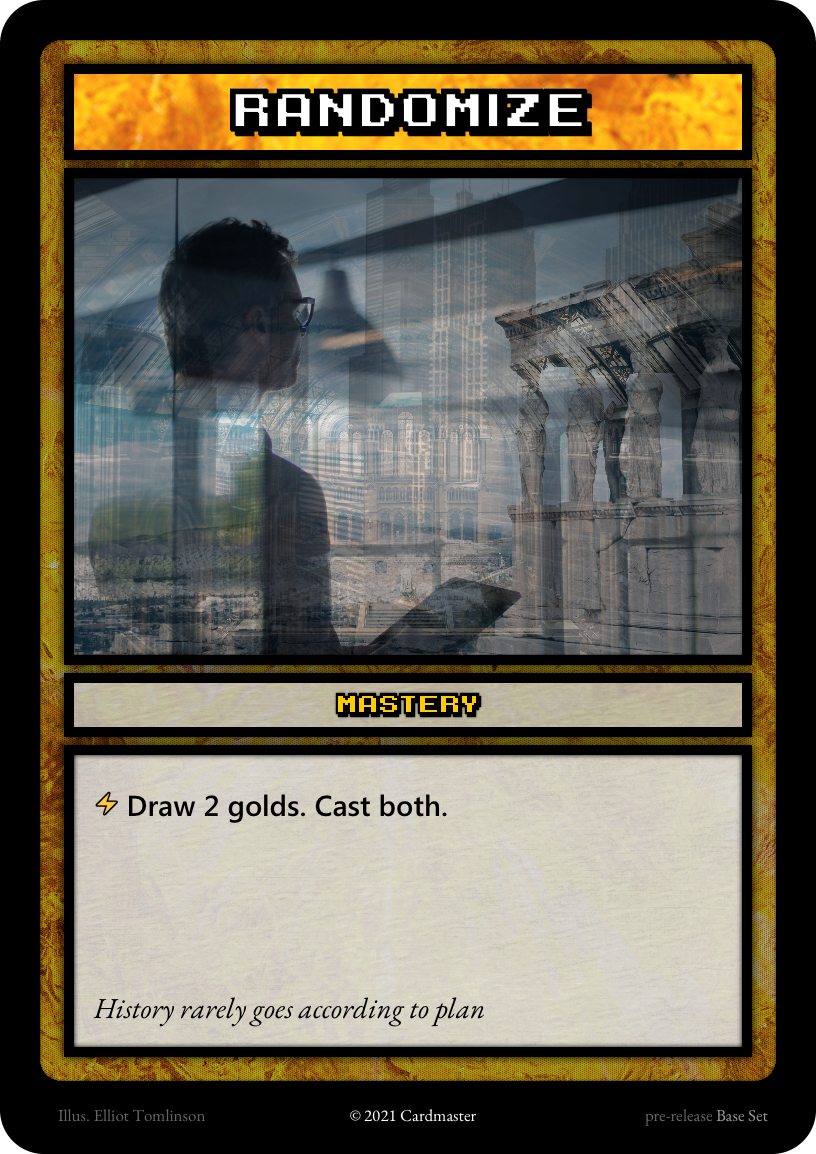 RANDOMIZE
MASTERY
Draw 2 golds. Cast both.
History rarely goes according to plan
Illus. Elliot Tomlinson
© 2021 Cardmaster
pre-release Base Set